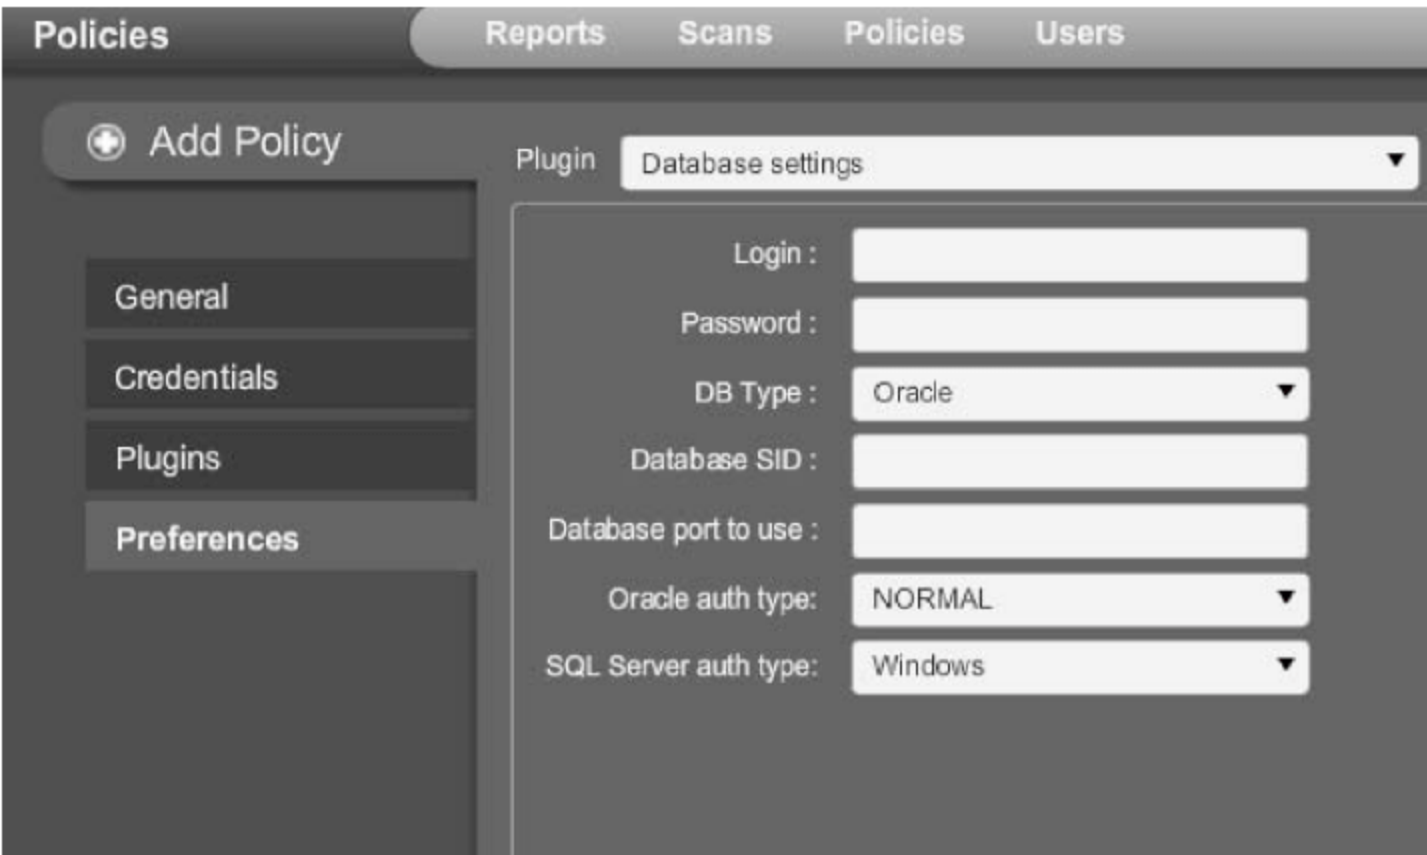 Policies
Reports Scans Policies Users
Add Policy
Plugin Database settings
General
Credentials
Plugins
Preferences
Login :
Password :
DB Type : Oracle
Database SID :
Database port to use :
Oracle auth type: NORMAL
SQL Server auth type: Windows